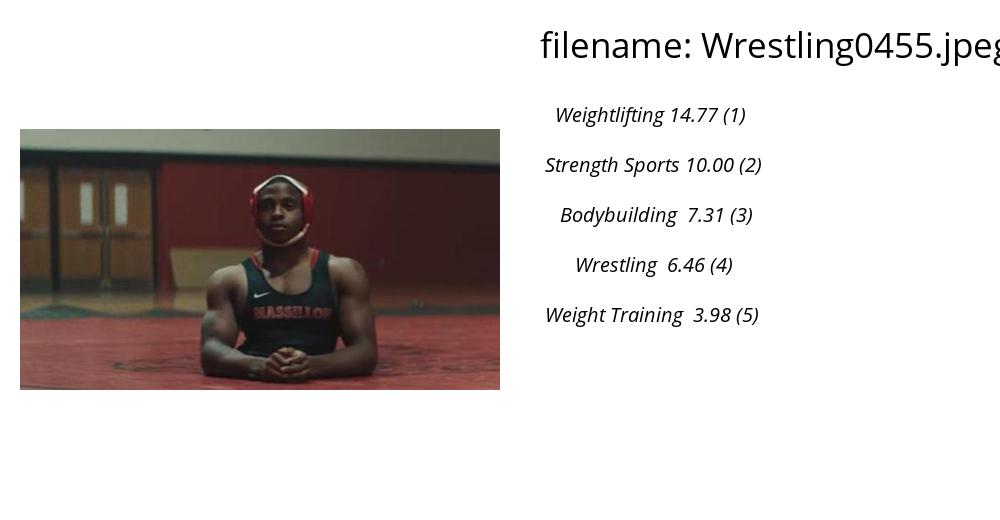 filename: Wrestling0455.jpeg
Weightlifting 14.77 (1)
Strength Sports 10.00 (2)
Bodybuilding 7.31 (3)
Wrestling 6.46 (4)
MASSILLON
Weight Training 3.98 (5)